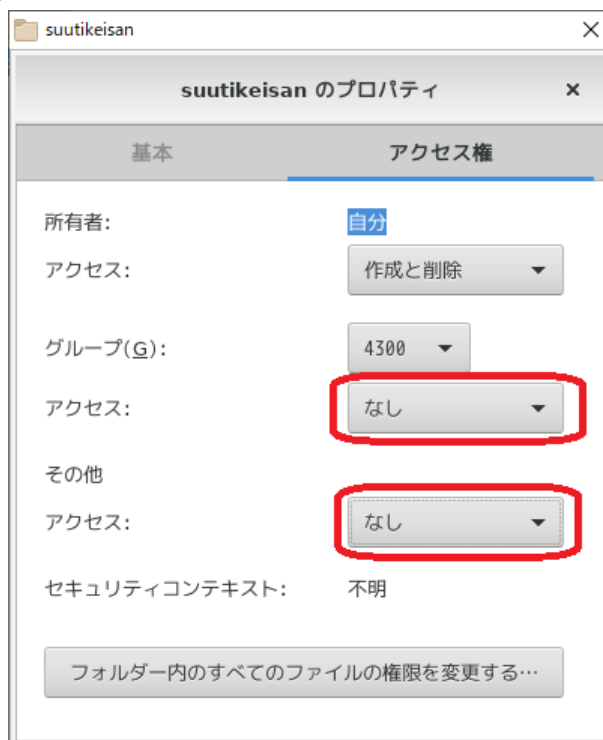 suutikeisan
suutikeisan のプロパティ
基本 アクセス権
所有者: 自分
アクセス: 作成と削除
グループ(G): 4300
アクセス: なし
その他
アクセス: なし
セキュリティコンテキスト: 不明
フォルダー内のすべてのファイルの権限を変更する…